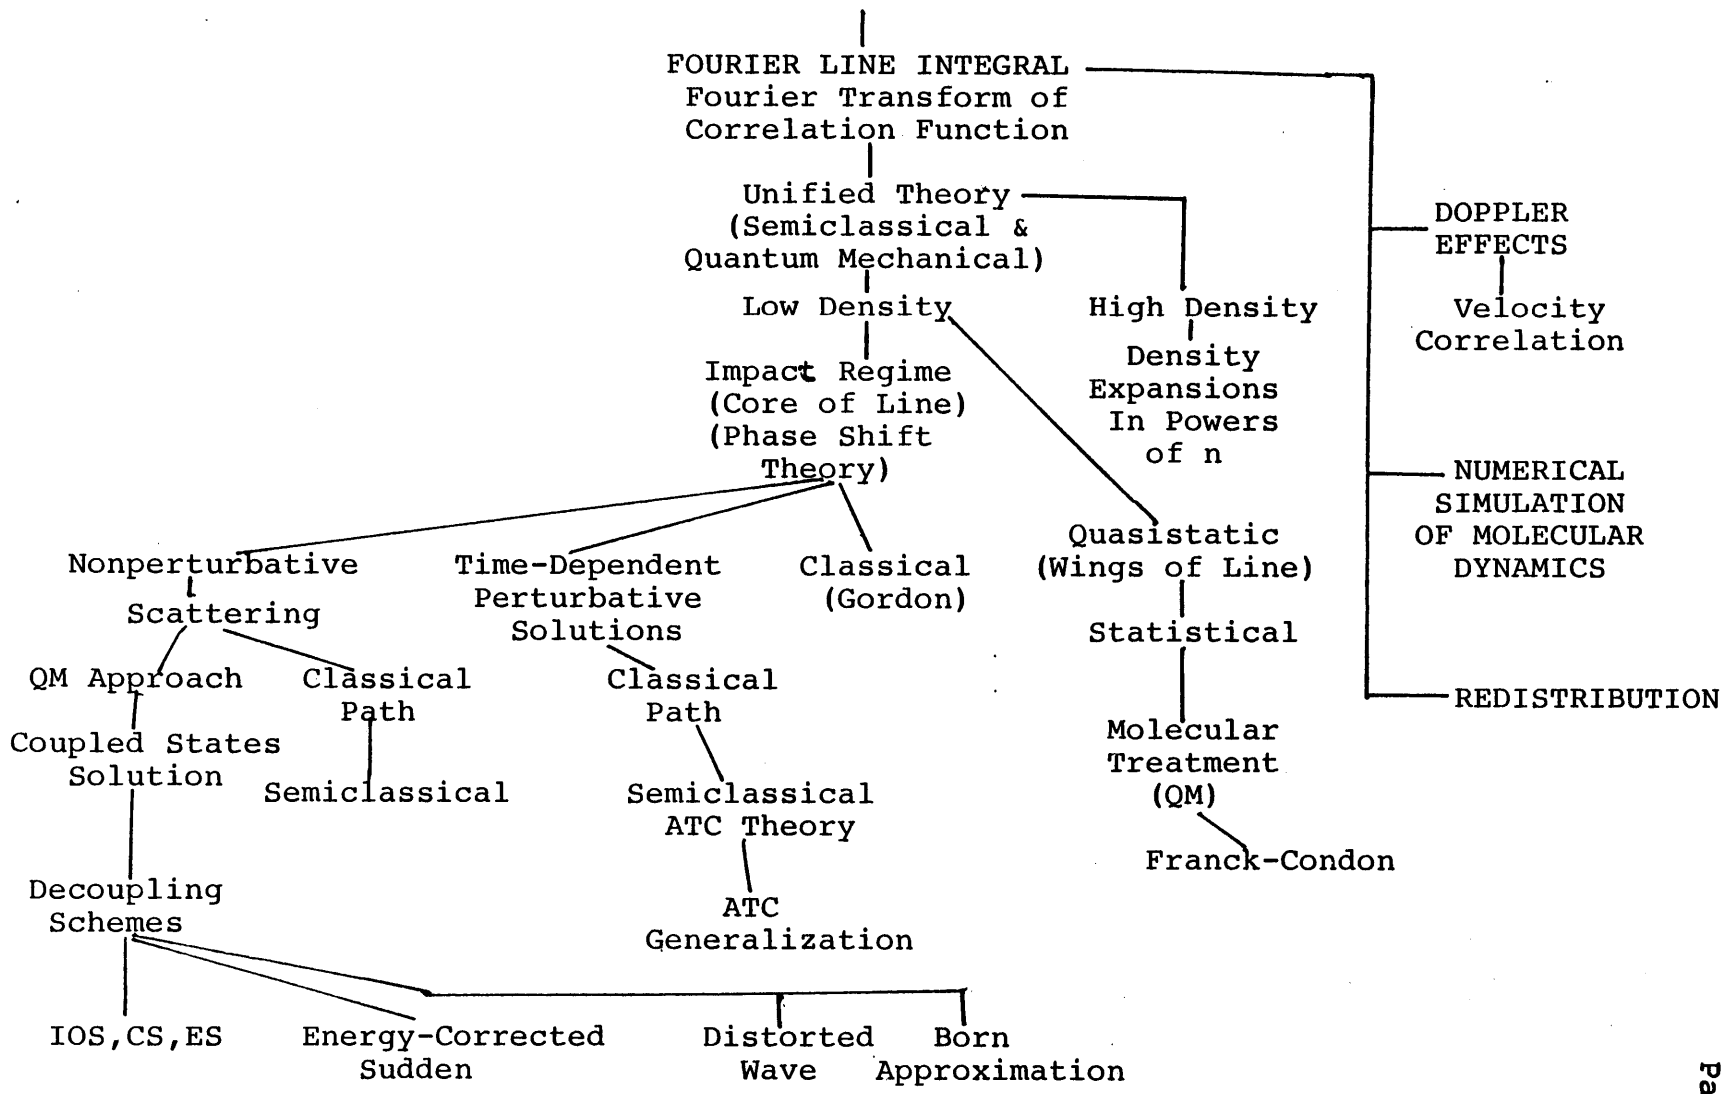 FOURIER LINE INTEGRAL
Fourier Transform of
Correlation Function
Unified Theory
(Semiclassical &
Quantum Mechanical)
Low Density
High Density
Density
Expansions
In Powers
of n
DOPPLER
EFFECTS
Velocity
Correlation
Impact Regime
(Core of Line)
(Phase Shift
Theory)
NUMERICAL
SIMULATION
OF MOLECULAR
DYNAMICS
REDISTRIBUTION
Nonperturbative
Scattering
QM Approach
Coupled States
Solution
Decoupling
Schemes
IOS,CS,ES
Energy-Corrected
Sudden
Distorted
Wave
Born
Approximation
Classical
Path
Semiclassical
Time-Dependent
Perturbative
Solutions
Classical
Path
Semiclassical
ATC Theory
ATC
Generalization
Classical
(Gordon)
Quasistatic
(Wings of Line)
Statistical
Molecular
Treatment
(QM)
Franck-Condon
Pa